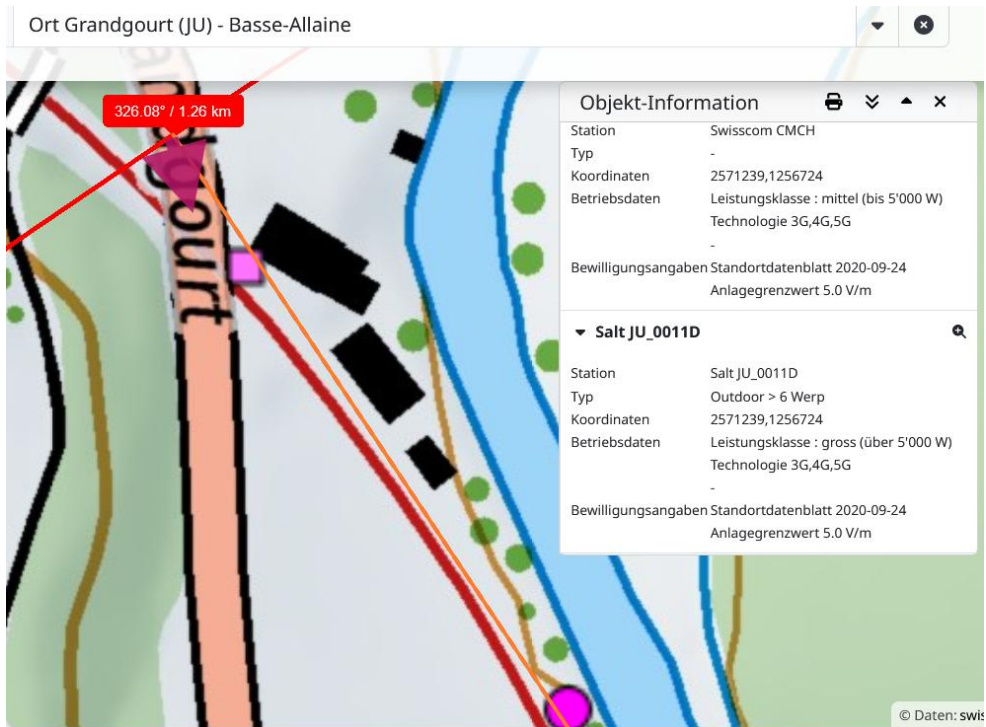 Ort Grandgourt (JU) - Basse-Allaine
326.08° / 1.26 km
Objekt-Information
Station Swisscom CMCH
Typ -
Koordinaten 2571239,1256724
Betriebsdaten Leistungsklasse : mittel (bis 5'000 W)
Technologie 3G,4G,5G
-
Bewilligungsangaben Standortdatenblatt 2020-09-24
Anlagegrenzwert 5.0 V/m
Salt JU_0011D
Station Salt JU_0011D
Typ Outdoor > 6 Werp
Koordinaten 2571239,1256724
Betriebsdaten Leistungsklasse : gross (über 5'000 W)
Technologie 3G,4G,5G
-
Bewilligungsangaben Standortdatenblatt 2020-09-24
Anlagegrenzwert 5.0 V/m
© Daten: